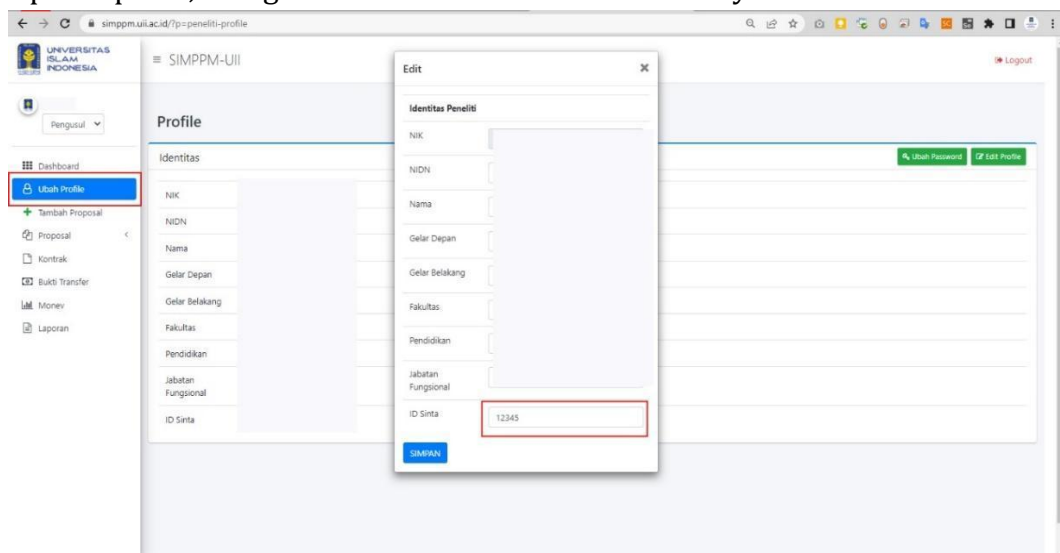 simppm.uii.ac.id/?p=peneliti-profile
UNIVERSITAS
ISLAM
INDONESIA
SIMPPM-UII
Logout
Pengusul
Dashboard
Ubah Profile
Tambah Proposal
Proposal
Kontrak
Bukti Transfer
Monev
Laporan
Profile
Identitas
Ubah Password
Edit Profile
NIK
NIDN
Nama
Gelar Depan
Gelar Belakang
Fakultas
Pendidikan
Jabatan
Fungsional
ID Sinta
Edit
Identitas Peneliti
NIK
NIDN
Nama
Gelar Depan
Gelar Belakang
Fakultas
Pendidikan
Jabatan
Fungsional
ID Sinta
12345
SIMPAN